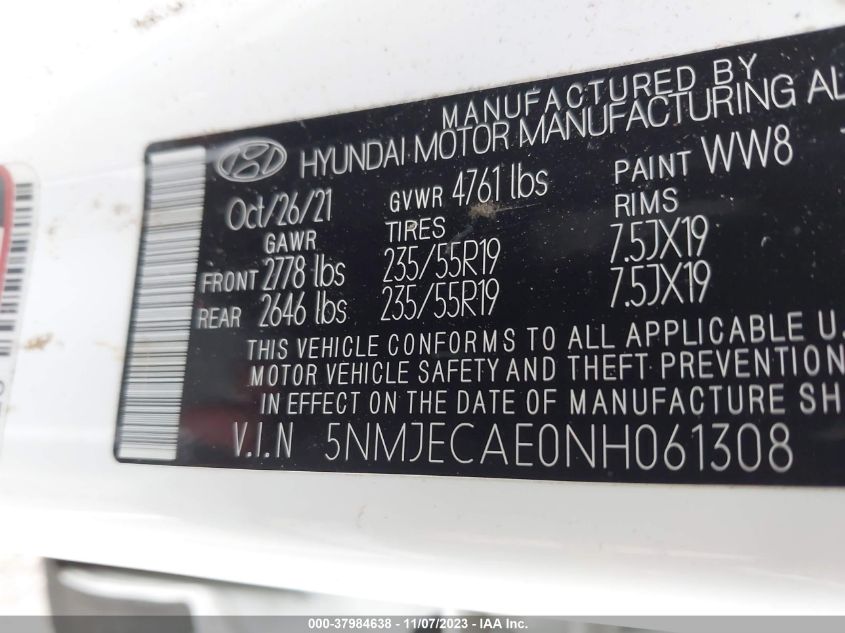 MANUFACTURED BY
HYUNDAI MOTOR MANUFACTURING AL
Oct/26/21 GVWR 4761 lbs PAINT WW8
GAWR TIRES RIMS
FRONT 2778 lbs 235/55R19 7.5JX19
REAR 2646 lbs 235/55R19 7.5JX19
THIS VEHICLE CONFORMS TO ALL APPLICABLE U.
MOTOR VEHICLE SAFETY AND THEFT PREVENTION
IN EFFECT ON THE DATE OF MANUFACTURE SH
V.I.N 5NMJECAE0NH061308
000-37984638 - 11/07/2023 - IAA Inc.